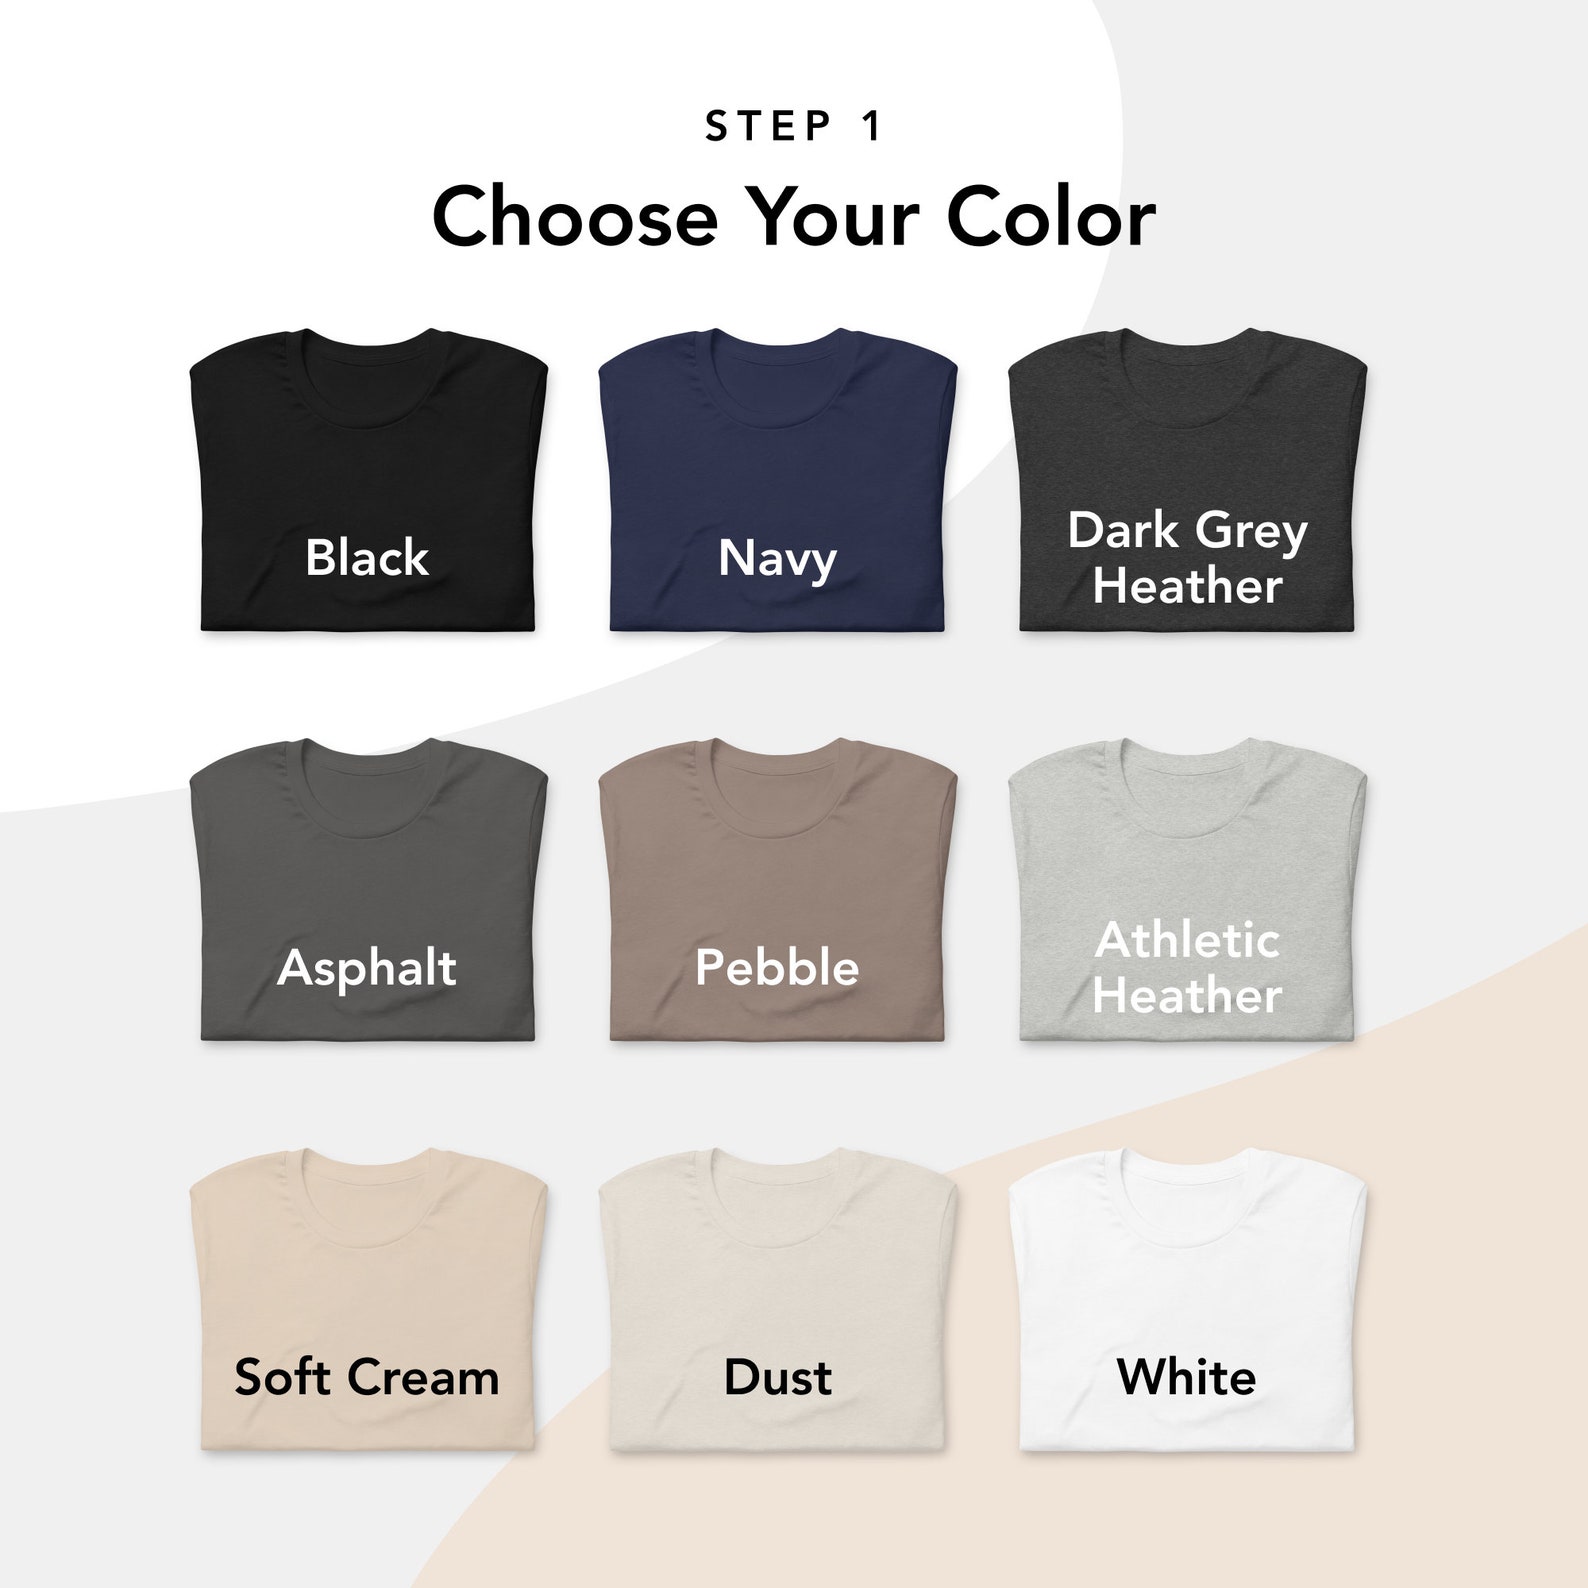 STEP 1
Choose Your Color
Black
Navy
Dark Grey
Heather
Asphalt
Pebble
Athletic
Heather
Soft Cream
Dust
White